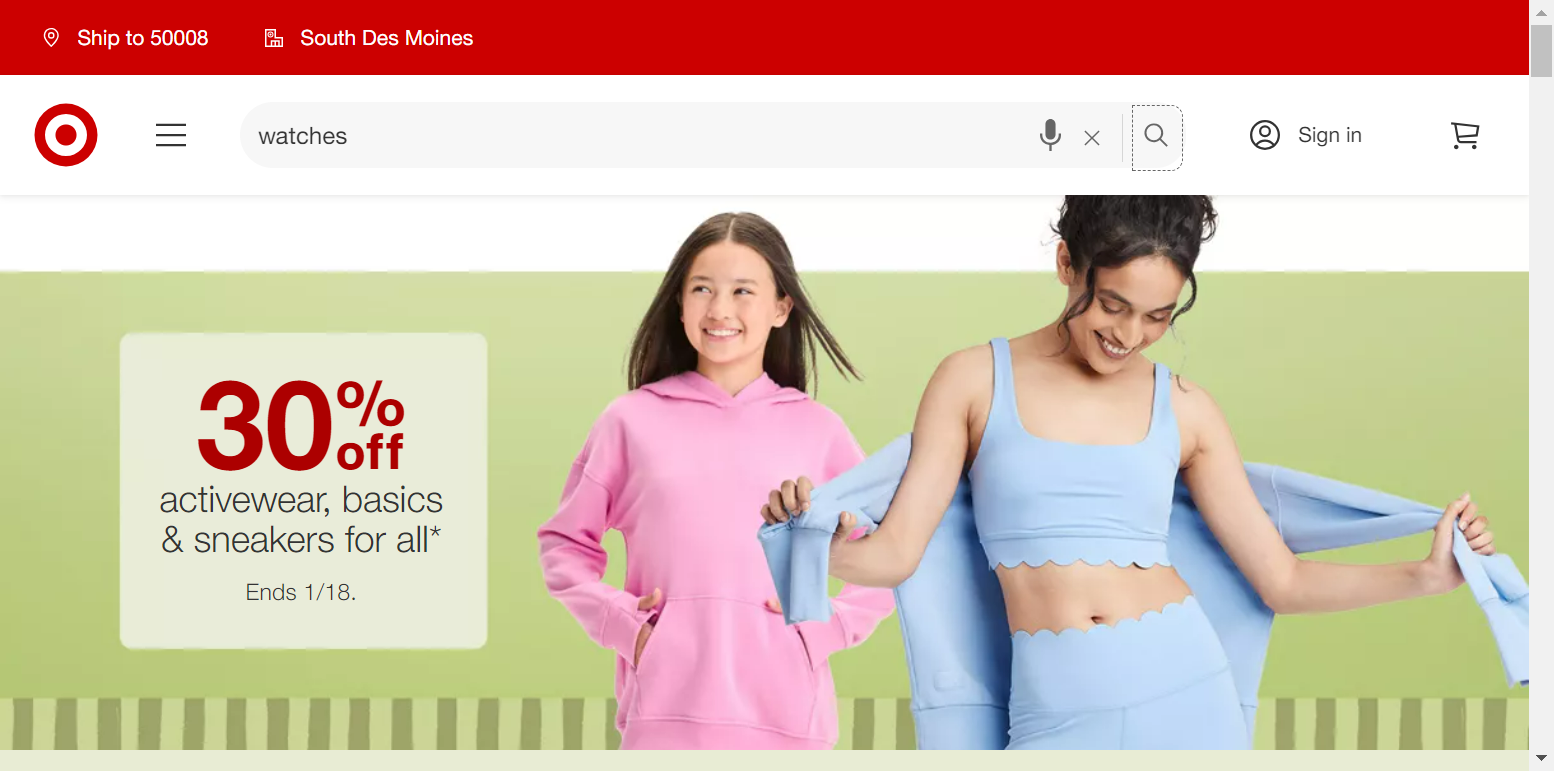 Ship to 50008
South Des Moines
watches
Sign in
30% off
activewear, basics
& sneakers for all*
Ends 1/18.